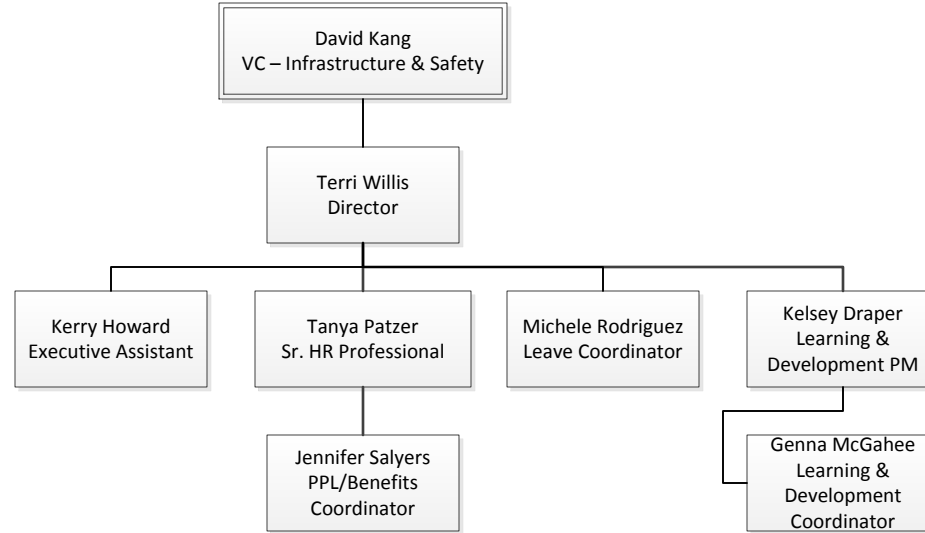 David Kang
VC – Infrastructure & Safety
Terri Willis
Director
Kerry Howard
Executive Assistant
Tanya Patzer
Sr. HR Professional
Michele Rodriguez
Leave Coordinator
Kelsey Draper
Learning &
Development PM
Jennifer Salyers
PPL/Benefits
Coordinator
Genna McGahee
Learning &
Development
Coordinator